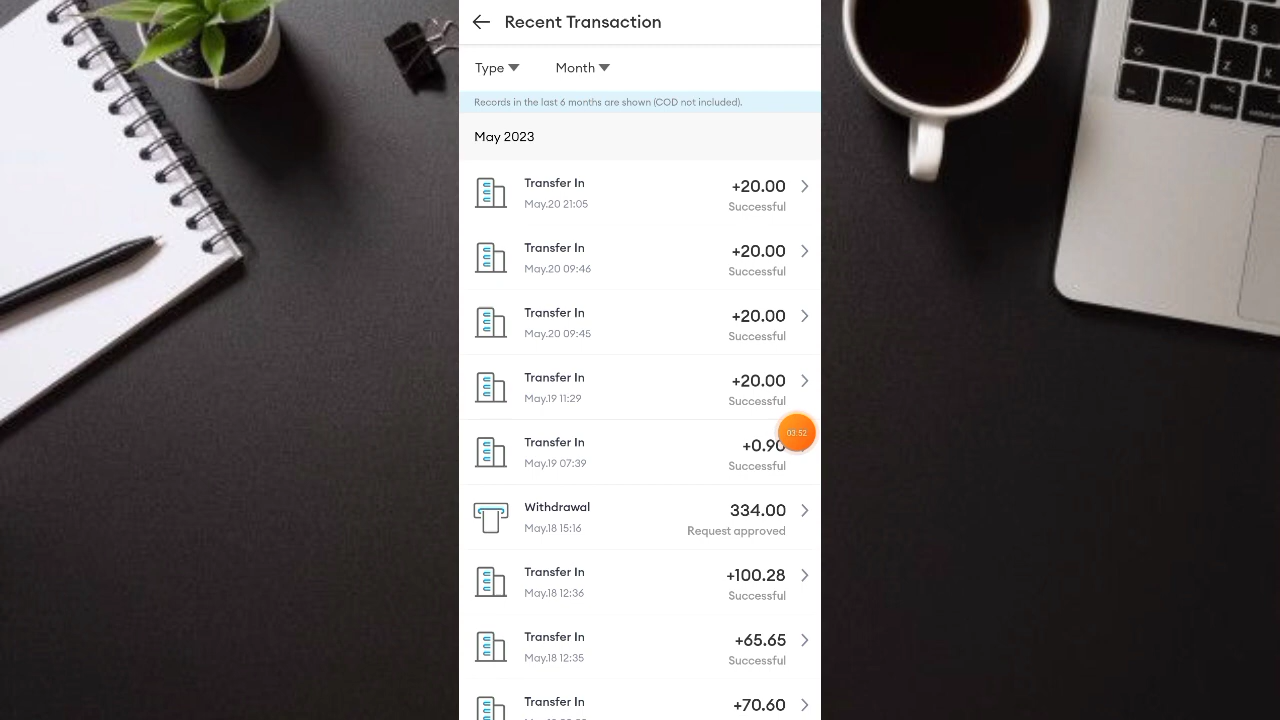 Recent Transaction
Type Month
Records in the last 6 months are shown (COD not included).
May 2023
Transfer In +20.00
May.20 21:05 Successful
Transfer In +20.00
May.20 09:46 Successful
Transfer In +20.00
May.20 09:45 Successful
Transfer In +20.00
May.19 11:29 Successful
03:52
Transfer In +0.90
May.19 07:39 Successful
Withdrawal 334.00
May.18 15:16 Request approved
Transfer In +100.28
May.18 12:36 Successful
Transfer In +65.65
May.18 12:35 Successful
Transfer In +70.60